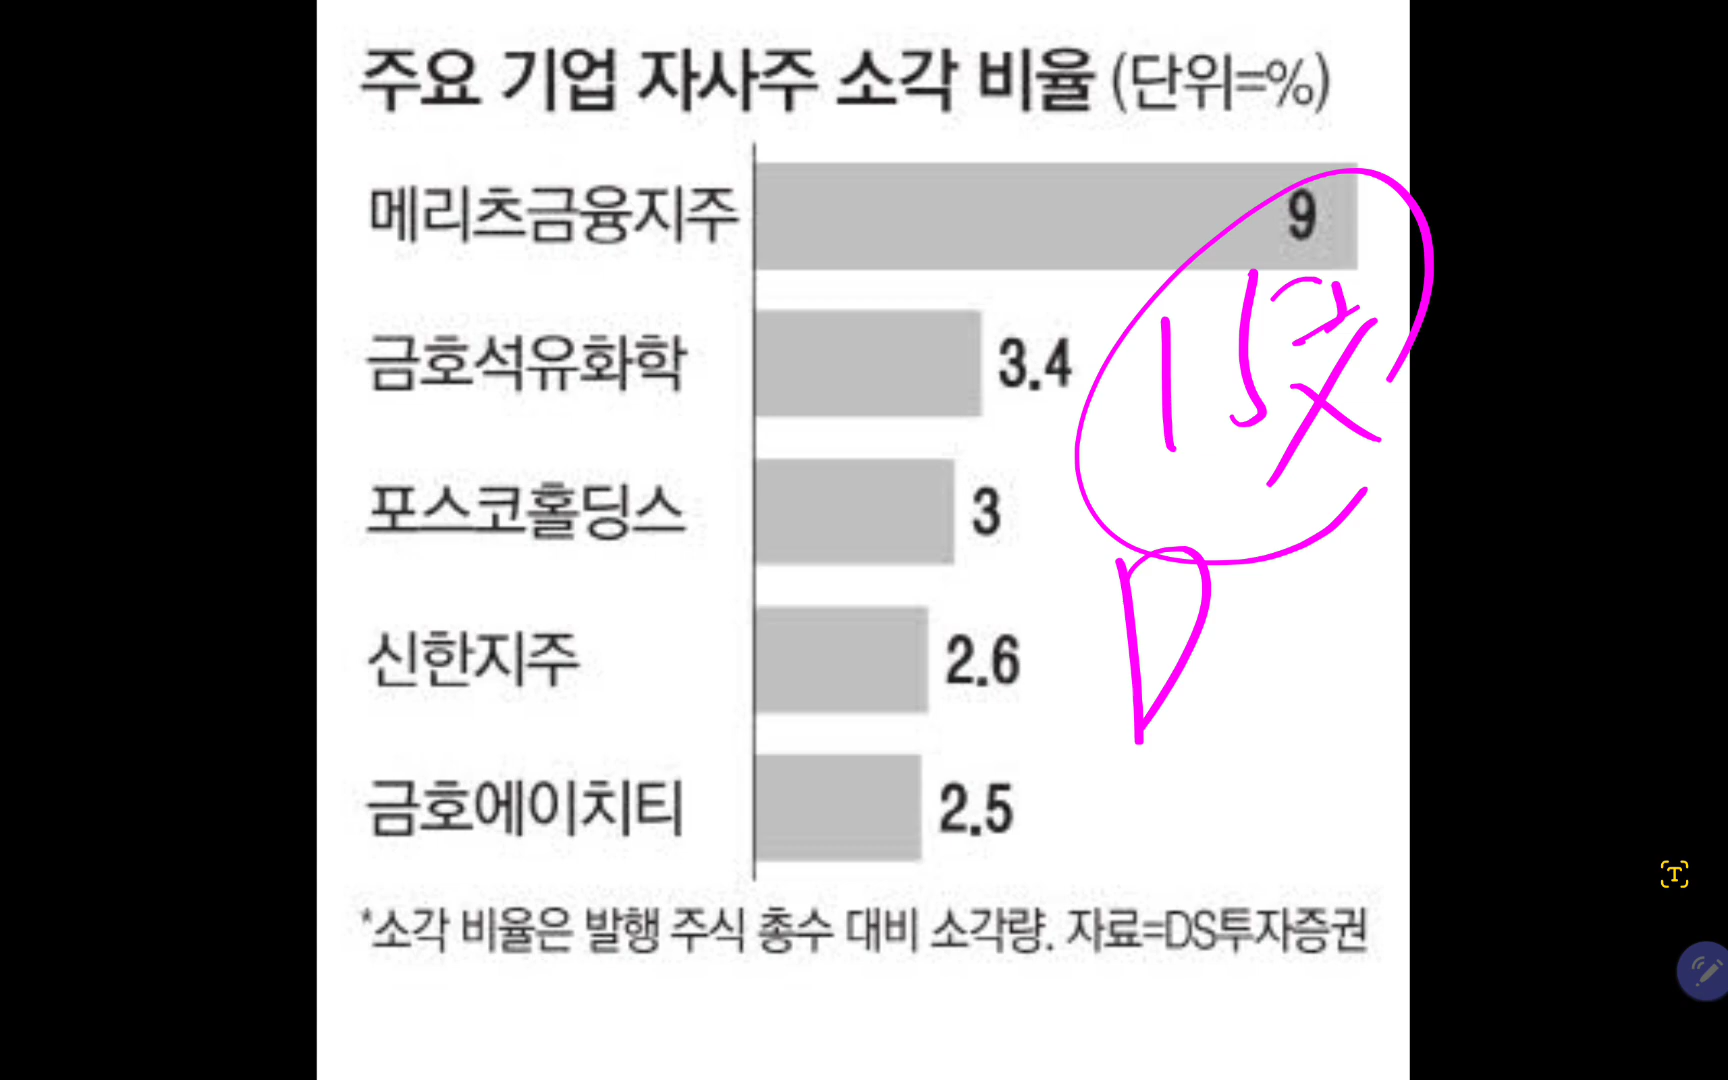 주요 기업 자사주 소각 비율 (단위=%)
메리츠금융지주 9
금호석유화학 3.4
포스코홀딩스 3
신한지주 2.6
금호에이치티 2.5
*소각 비율은 발행 주식 총수 대비 소각량. 자료=DS투자증권